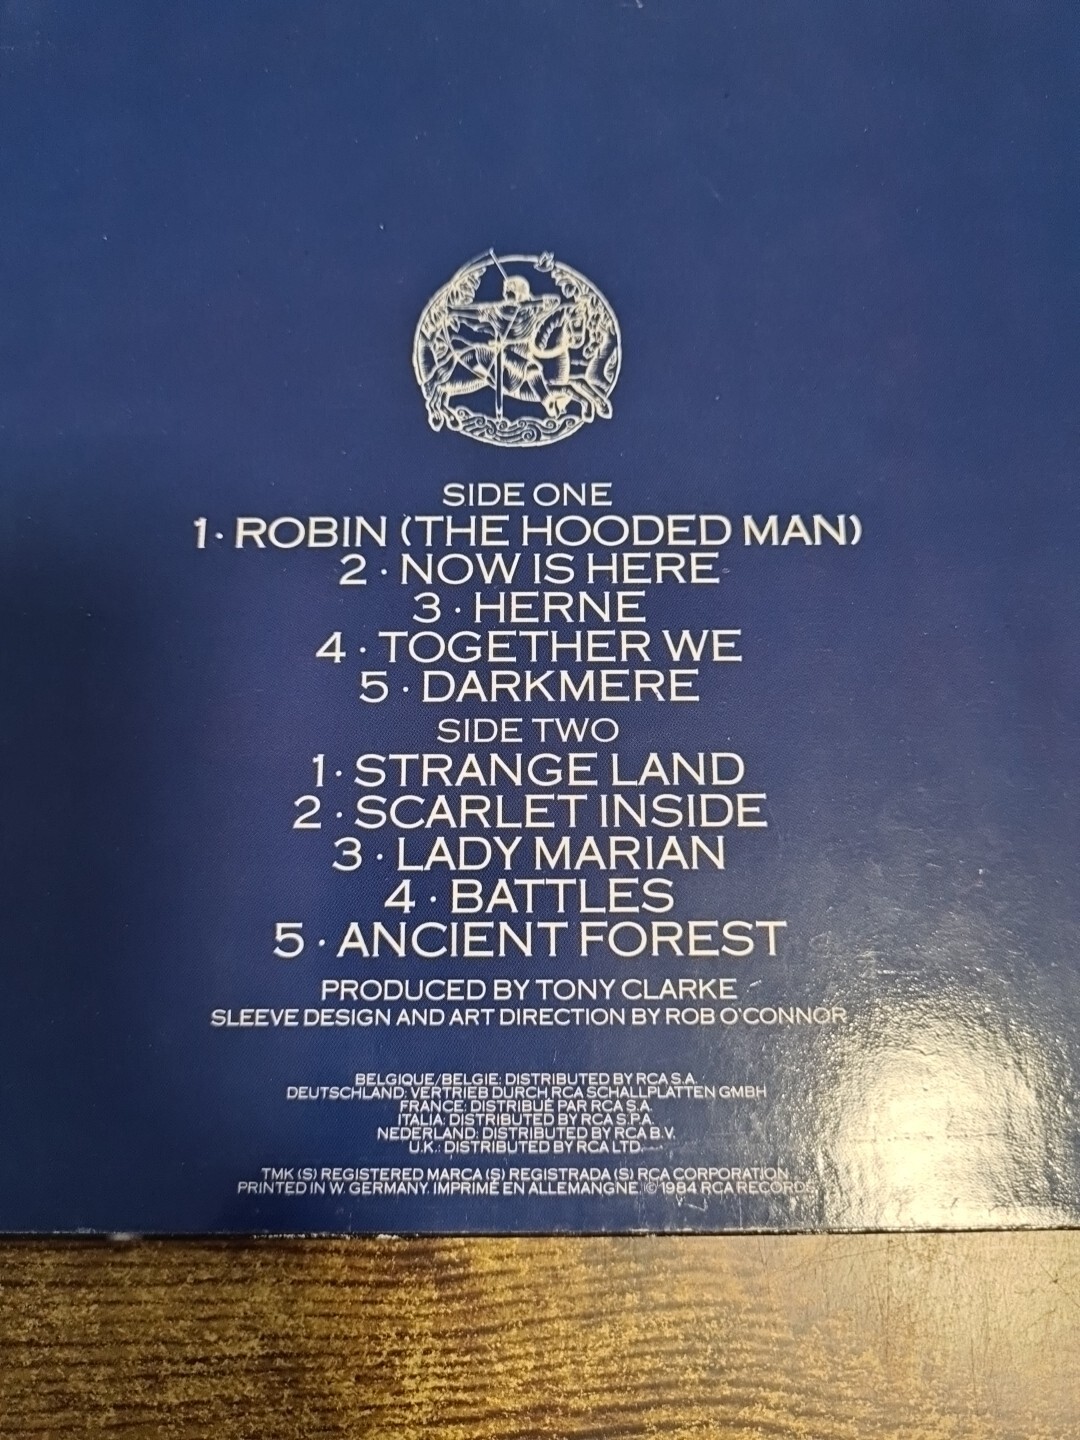 SIDE ONE
1 · ROBIN (THE HOODED MAN)
2 · NOW IS HERE
3 · HERNE
4 · TOGETHER WE
5 · DARKMERE
SIDE TWO
1 · STRANGE LAND
2 · SCARLET INSIDE
3 · LADY MARIAN
4 · BATTLES
5 · ANCIENT FOREST
PRODUCED BY TONY CLARKE
SLEEVE DESIGN AND ART DIRECTION BY ROB O'CONNOR
BELGIQUE/BELGIE: DISTRIBUTED BY RCA S.A.
DEUTSCHLAND: VERTRIEB DURCH RCA SCHALLPLATTEN GMBH
FRANCE: DISTRIBUÉ PAR RCA S.A.
ITALIA: DISTRIBUTED BY RCA S.P.A.
NEDERLAND: DISTRIBUTED BY RCA B.V.
U.K.: DISTRIBUTED BY RCA LTD.
TMK (S) REGISTERED MARCA (S) REGISTRADA (S) RCA CORPORATION
PRINTED IN W. GERMANY. IMPRIMÉ EN ALLEMANGNE. © 1984 RCA RECORDS